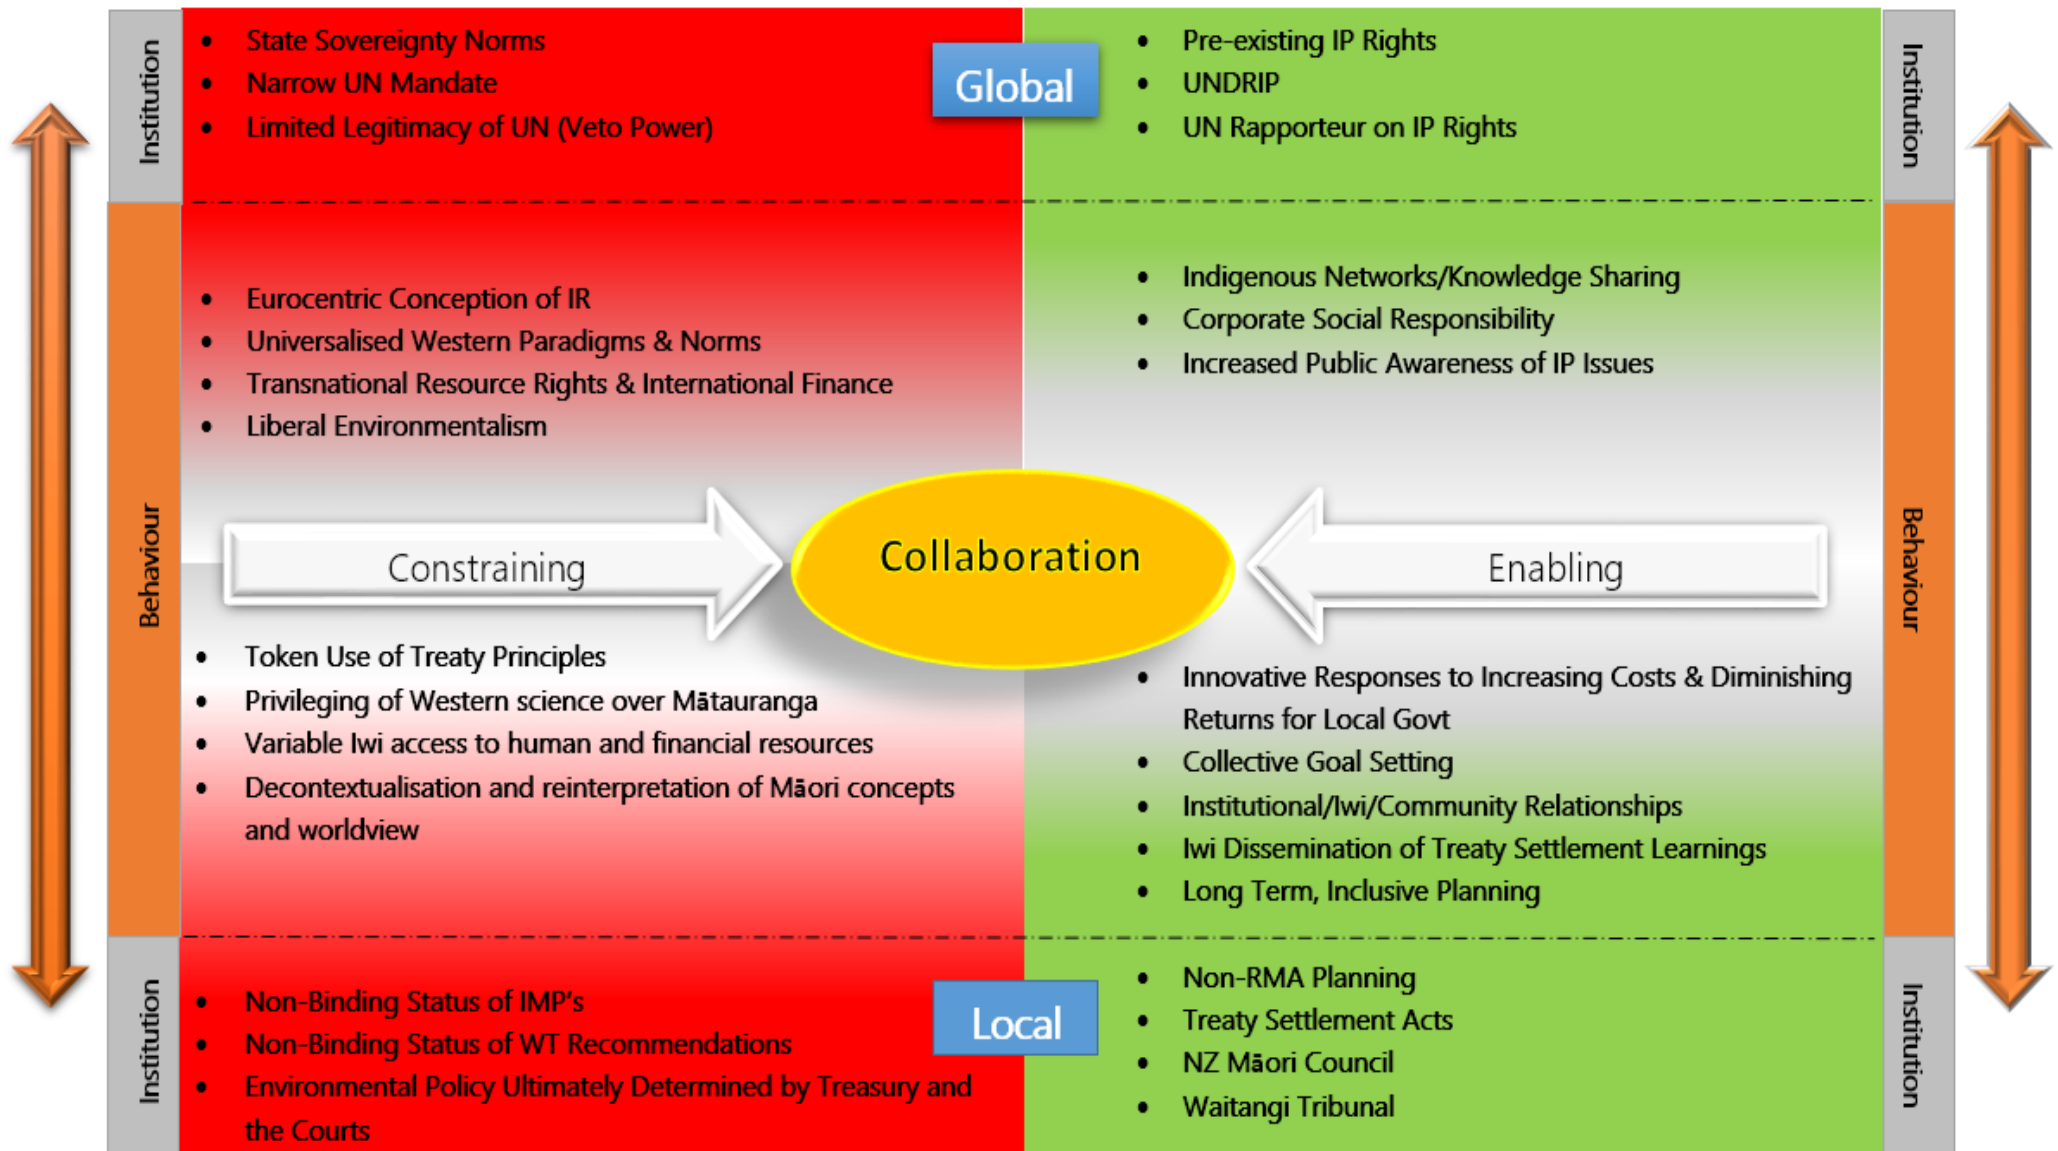 Institution
• State Sovereignty Norms
• Narrow UN Mandate
• Limited Legitimacy of UN (Veto Power)
Global
• Pre-existing IP Rights
• UNDRIP
• UN Rapporteur on IP Rights
Institution
Behaviour
• Eurocentric Conception of IR
• Universalised Western Paradigms & Norms
• Transnational Resource Rights & International Finance
• Liberal Environmentalism
• Indigenous Networks/Knowledge Sharing
• Corporate Social Responsibility
• Increased Public Awareness of IP Issues
Behaviour
Constraining
Collaboration
Enabling
• Token Use of Treaty Principles
• Privileging of Western science over Mātauranga
• Variable Iwi access to human and financial resources
• Decontextualisation and reinterpretation of Māori concepts
and worldview
• Innovative Responses to Increasing Costs & Diminishing
Returns for Local Govt
• Collective Goal Setting
• Institutional/Iwi/Community Relationships
• Iwi Dissemination of Treaty Settlement Learnings
• Long Term, Inclusive Planning
Institution
• Non-Binding Status of IMP's
• Non-Binding Status of WT Recommendations
• Environmental Policy Ultimately Determined by Treasury and
the Courts
Local
• Non-RMA Planning
• Treaty Settlement Acts
• NZ Māori Council
• Waitangi Tribunal
Institution